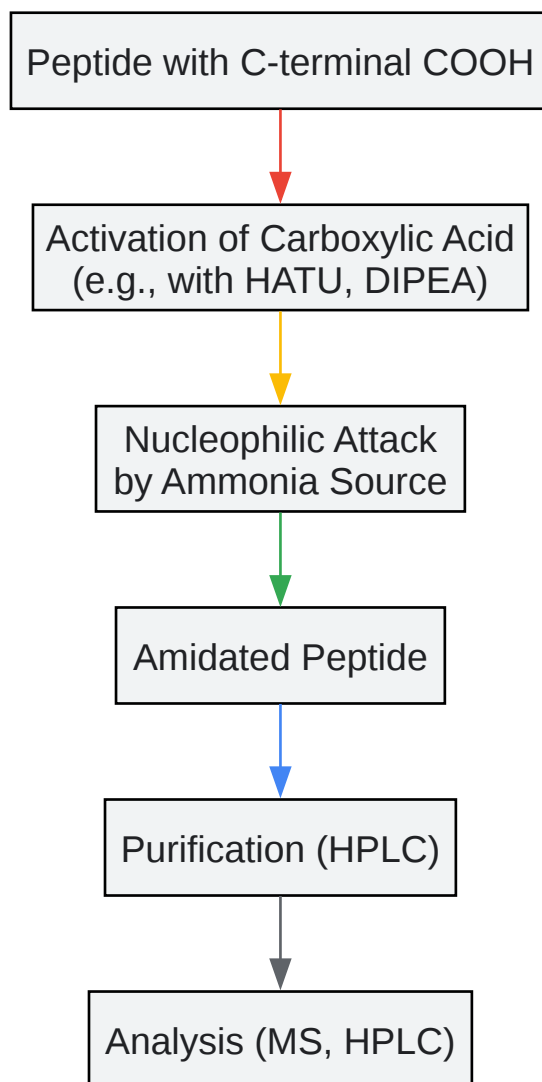 Peptide with C-terminal COOH
Activation of Carboxylic Acid
(e.g., with HATU, DIPEA)
Nucleophilic Attack
by Ammonia Source
Amidated Peptide
Purification (HPLC)
Analysis (MS, HPLC)